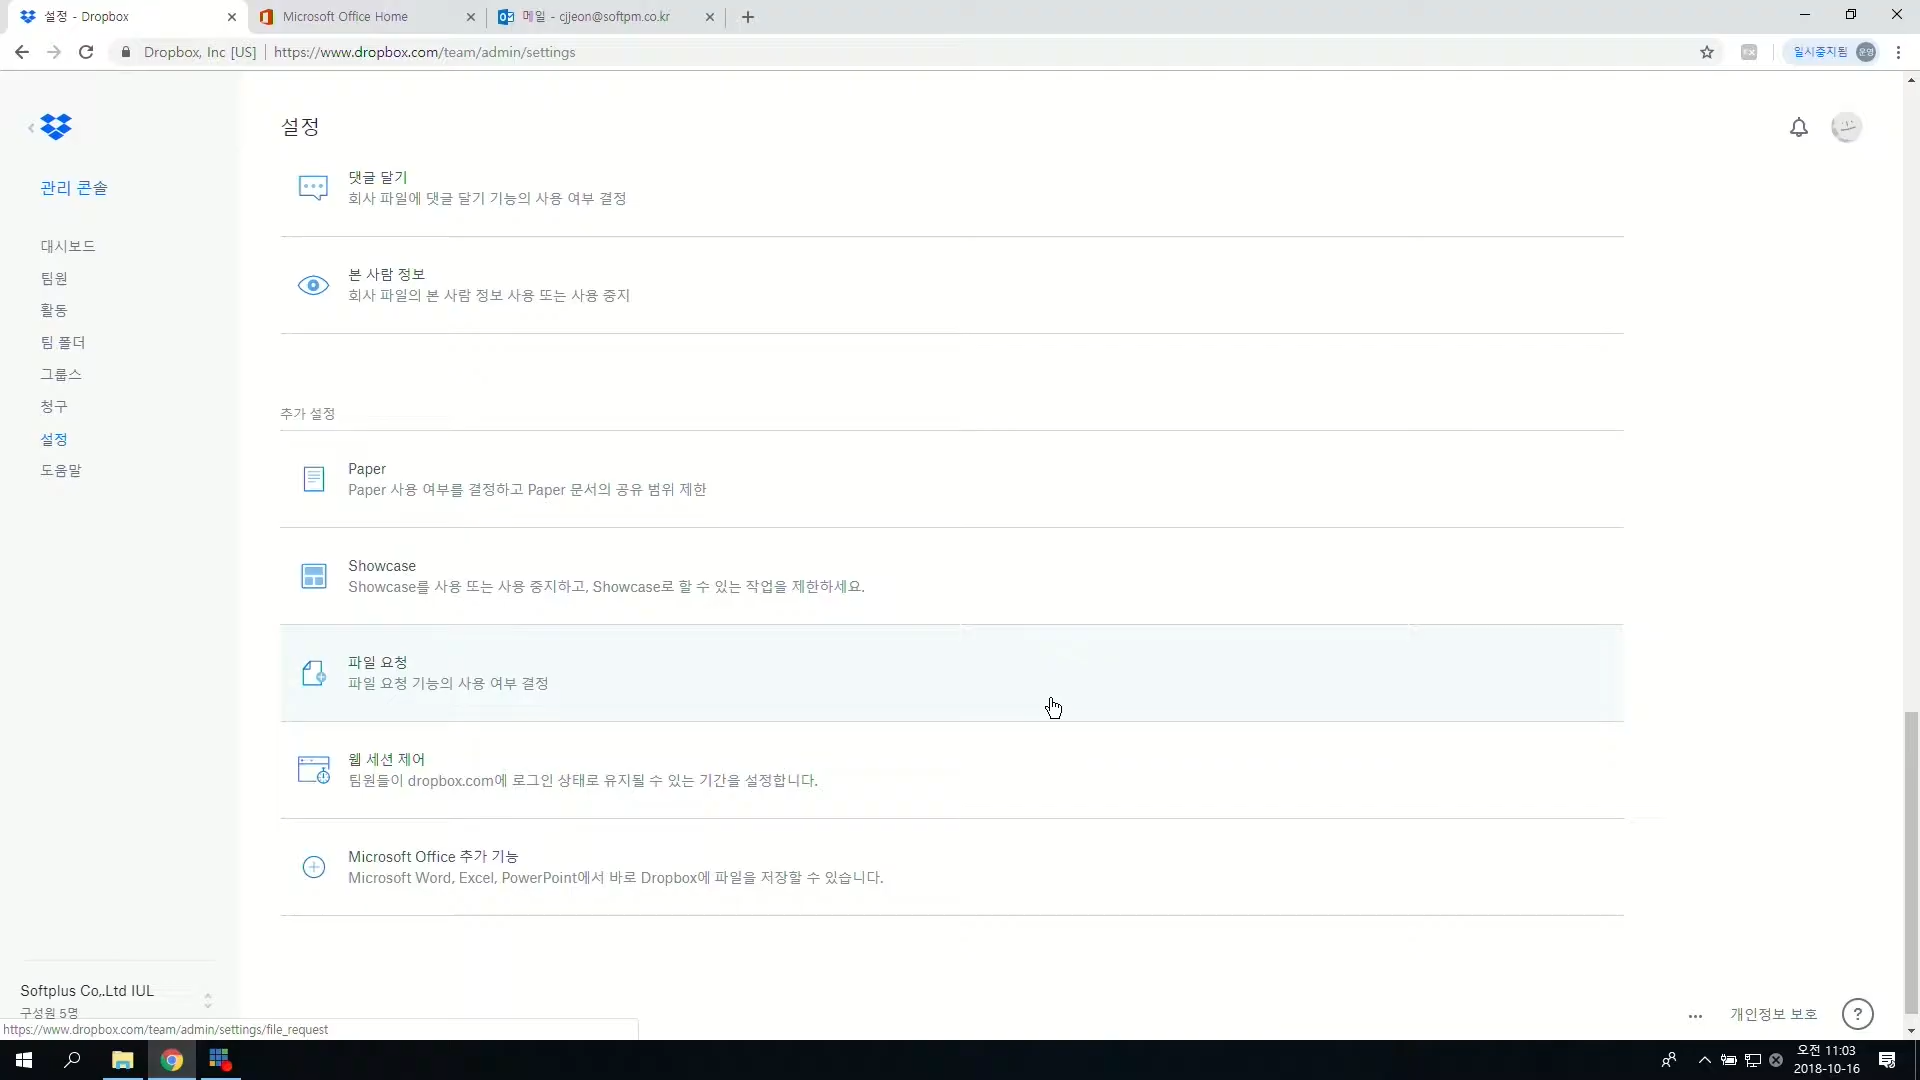 설정 - Dropbox
Microsoft Office Home
메일 - cjjeon@softpm.co.kr
Dropbox, Inc [US]
https://www.dropbox.com/team/admin/settings
일시중지됨
운영
설정
관리 콘솔
대시보드
팀원
활동
팀 폴더
그룹스
청구
설정
도움말
댓글 달기
회사 파일에 댓글 달기 기능의 사용 여부 결정
본 사람 정보
회사 파일의 본 사람 정보 사용 또는 사용 중지
추가 설정
Paper
Paper 사용 여부를 결정하고 Paper 문서의 공유 범위 제한
Showcase
Showcase를 사용 또는 사용 중지하고, Showcase로 할 수 있는 작업을 제한하세요.
파일 요청
파일 요청 기능의 사용 여부 결정
웹 세션 제어
팀원들이 dropbox.com에 로그인 상태로 유지될 수 있는 기간을 설정합니다.
Microsoft Office 추가 기능
Microsoft Word, Excel, PowerPoint에서 바로 Dropbox에 파일을 저장할 수 있습니다.
Softplus Co,.Ltd IUL
구성원 5명
개인정보 보호
?
https://www.dropbox.com/team/admin/settings/file_request
오전 11:03
2018-10-16